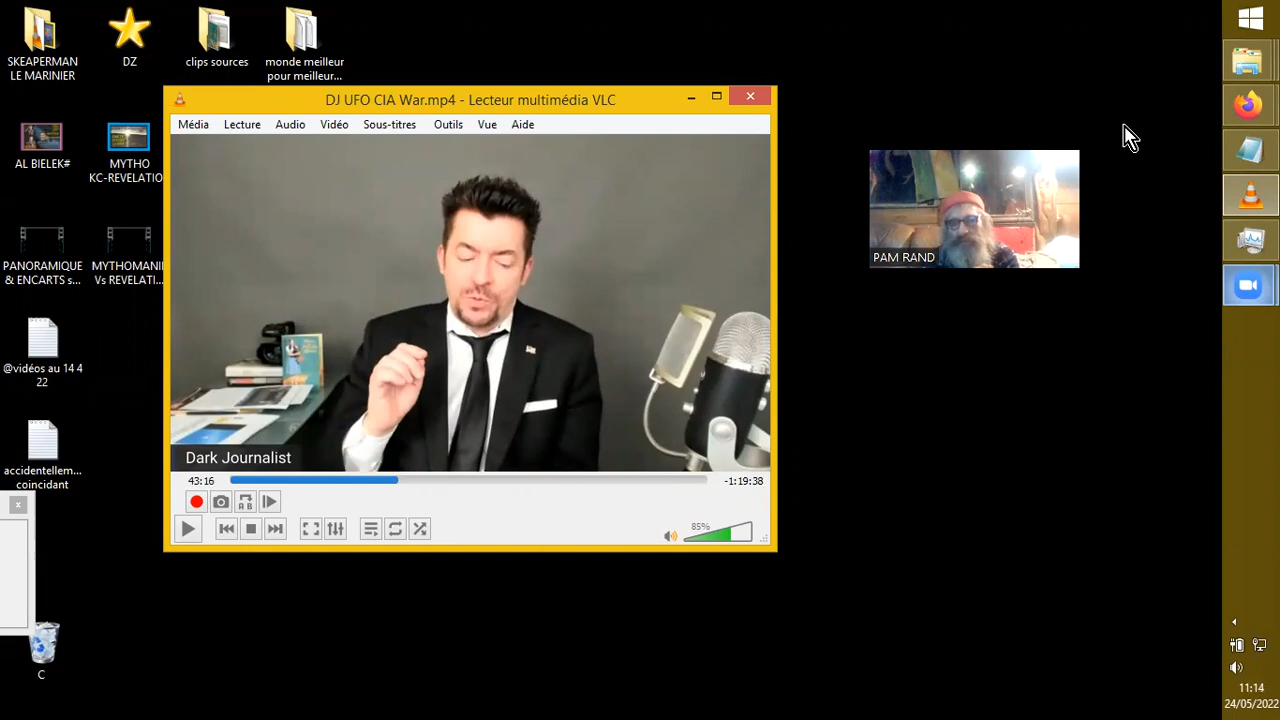 SKEAPERMAN
LE MARINIER
DZ
clips sources
monde meilleur
pour meilleur...
AL BIELEK#
MYTHO
KC-REVELATIO
PANORAMIQUE
& ENCARTS s...
MYTHOMANI
Vs REVELATI...
@vidéos au 14 4
22
accidentellem...
coincidant
x
C
DJ UFO CIA War.mp4 - Lecteur multimédia VLC
Média Lecture Audio Vidéo Sous-titres Outils Vue Aide
Dark Journalist
43:16
-1:19:38
A B
85%
PAM RAND
11:14
24/05/2022